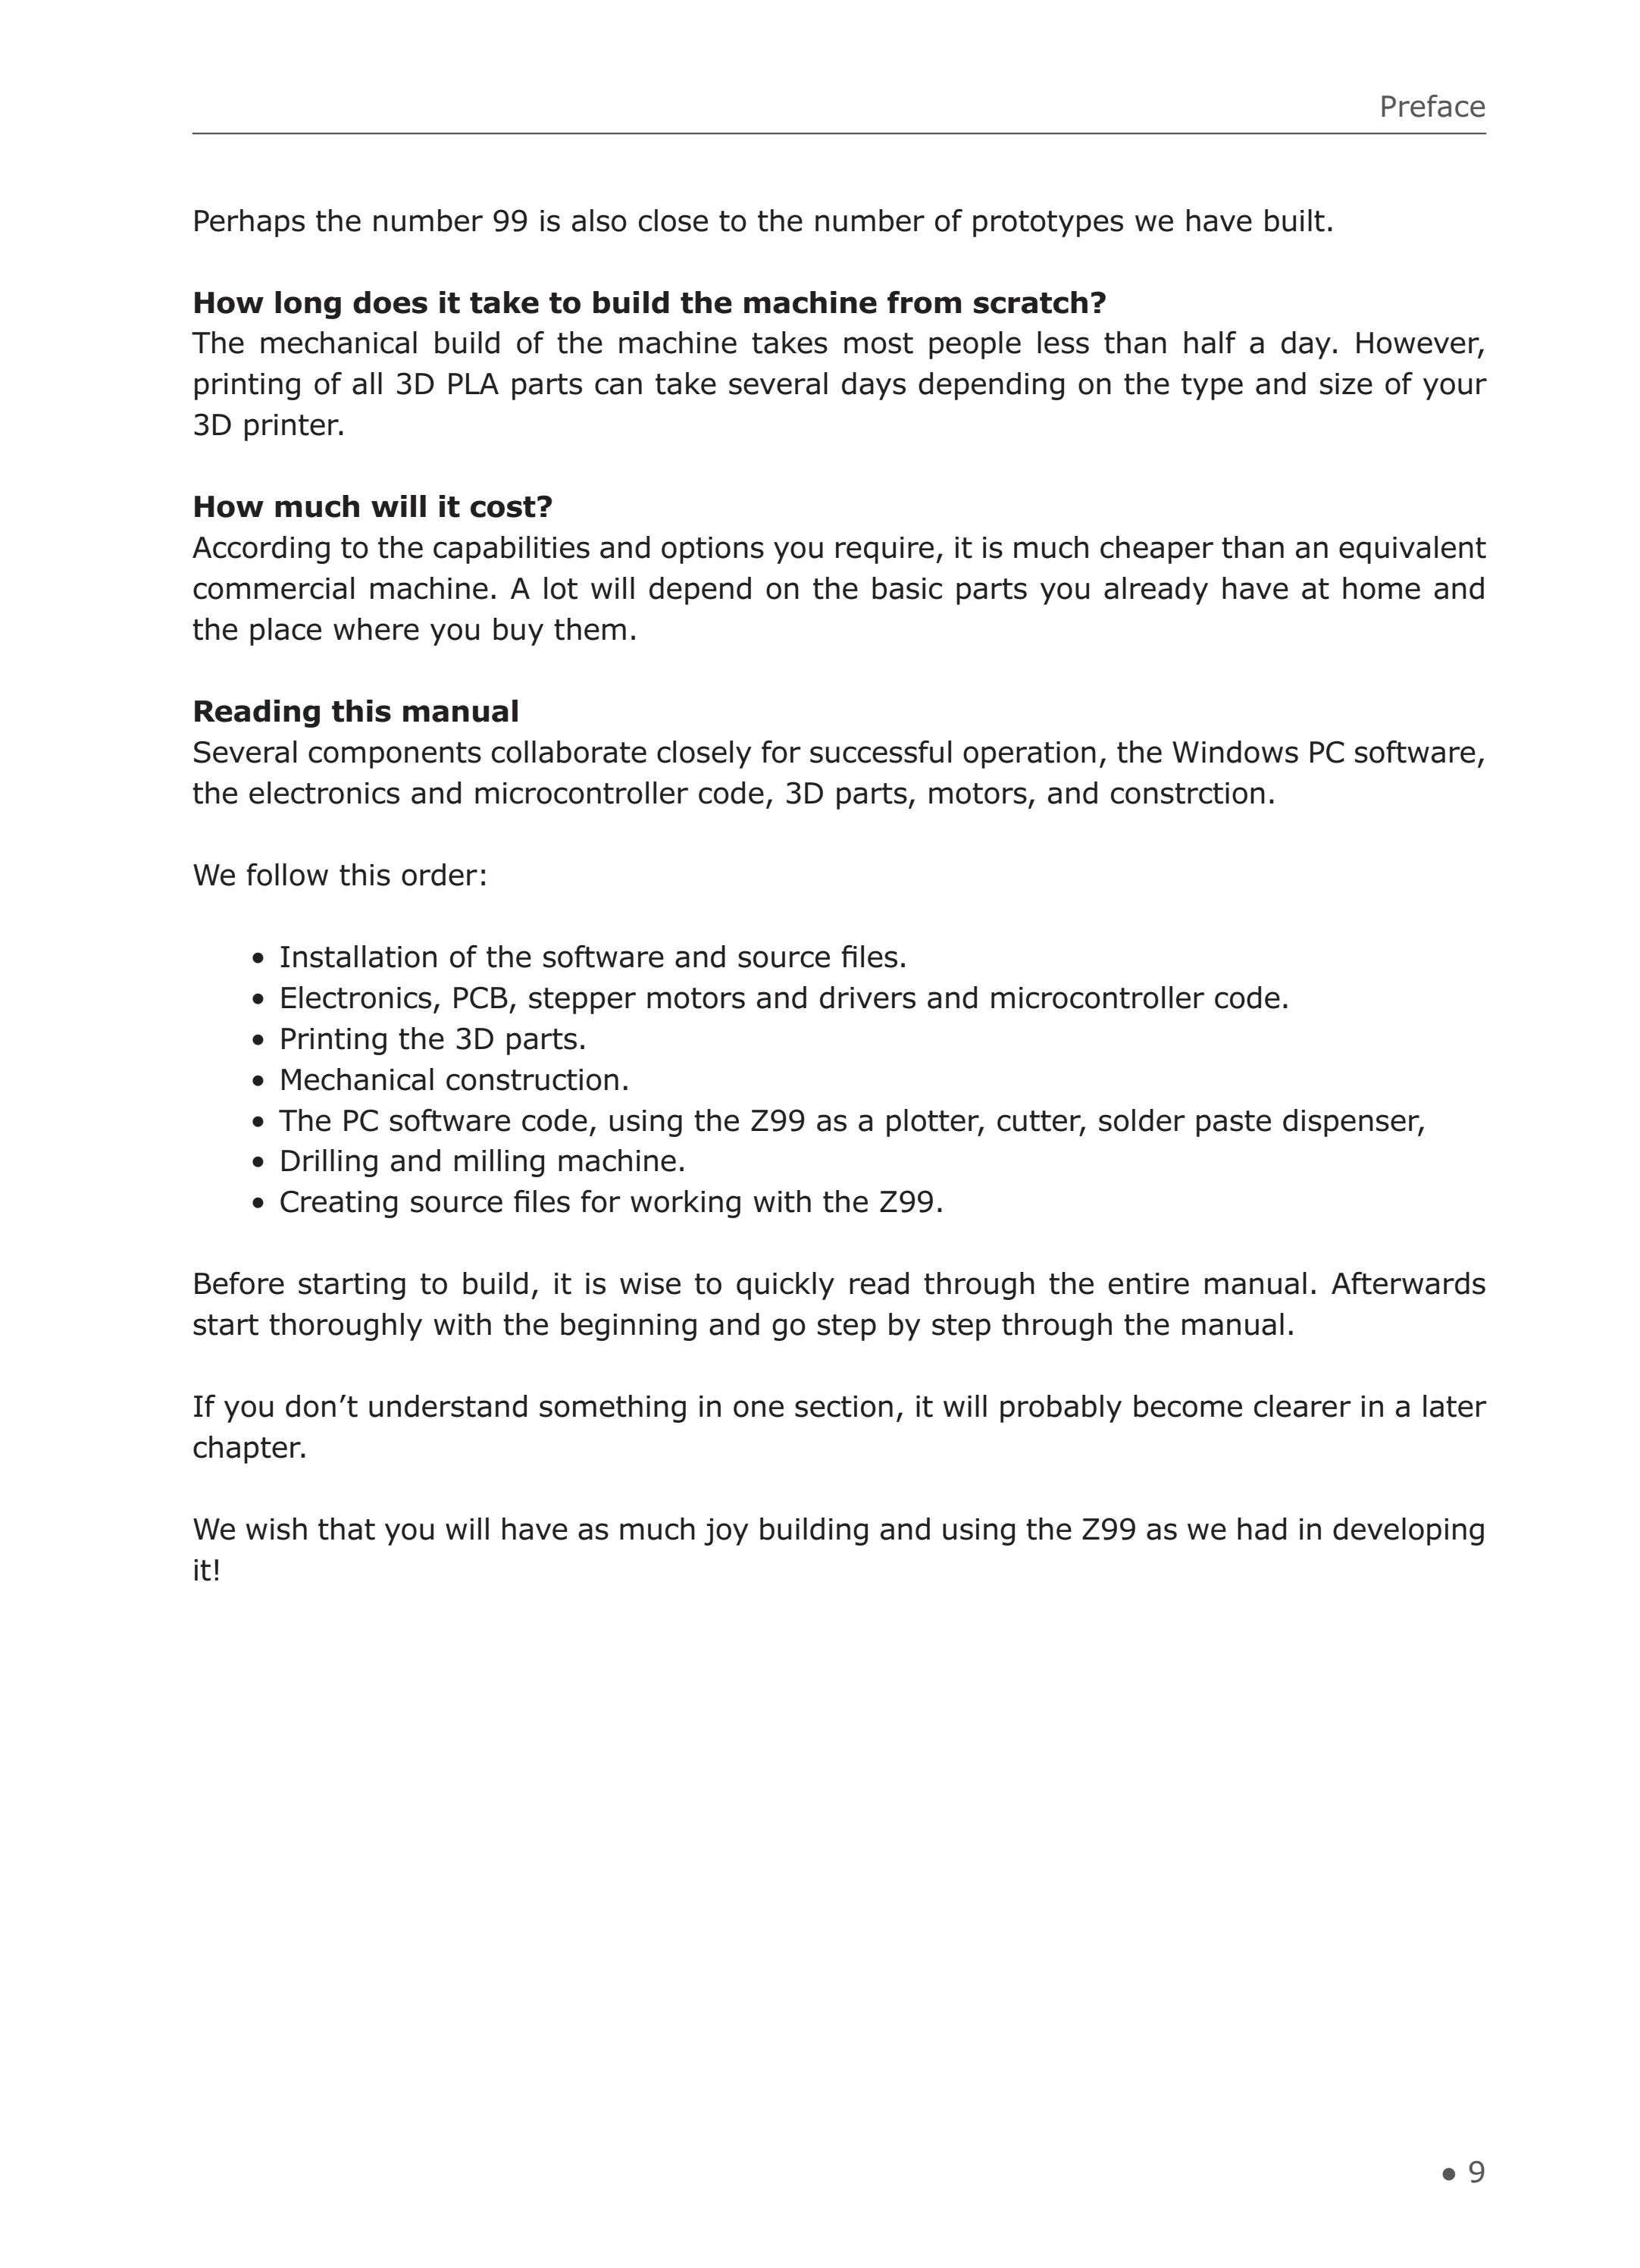 Preface
Perhaps the number 99 is also close to the number of prototypes we have built.
How long does it take to build the machine from scratch?
The mechanical build of the machine takes most people less than half a day. However,
printing of all 3D PLA parts can take several days depending on the type and size of your
3D printer.
How much will it cost?
According to the capabilities and options you require, it is much cheaper than an equivalent
commercial machine. A lot will depend on the basic parts you already have at home and
the place where you buy them.
Reading this manual
Several components collaborate closely for successful operation, the Windows PC software,
the electronics and microcontroller code, 3D parts, motors, and constrction.
We follow this order:
• Installation of the software and source files.
• Electronics, PCB, stepper motors and drivers and microcontroller code.
• Printing the 3D parts.
• Mechanical construction.
• The PC software code, using the Z99 as a plotter, cutter, solder paste dispenser,
• Drilling and milling machine.
• Creating source files for working with the Z99.
Before starting to build, it is wise to quickly read through the entire manual. Afterwards
start thoroughly with the beginning and go step by step through the manual.
If you don’t understand something in one section, it will probably become clearer in a later
chapter.
We wish that you will have as much joy building and using the Z99 as we had in developing
it!
● 9